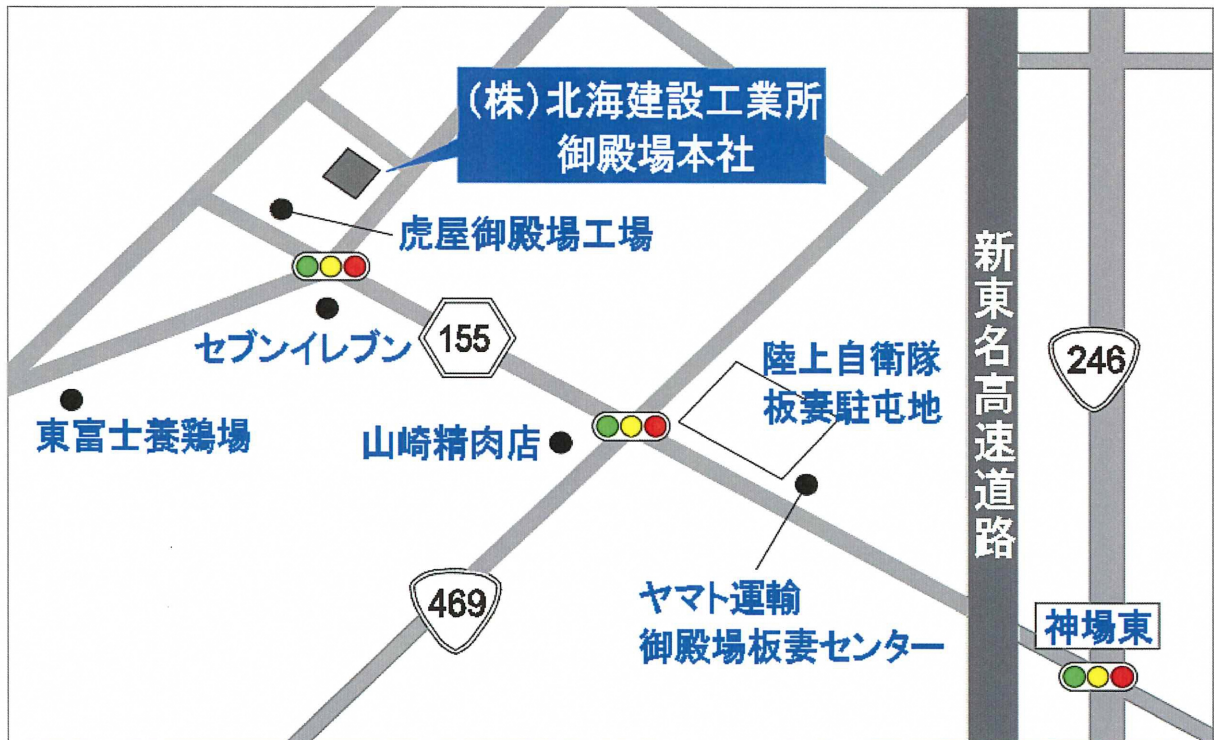 (株)北海建設工業所
御殿場本社
虎屋御殿場工場
セブンイレブン
155
東富士養鶏場
山崎精肉店
陸上自衛隊
板妻駐屯地
新東名高速道路
246
469
ヤマト運輸
御殿場板妻センター
神場東